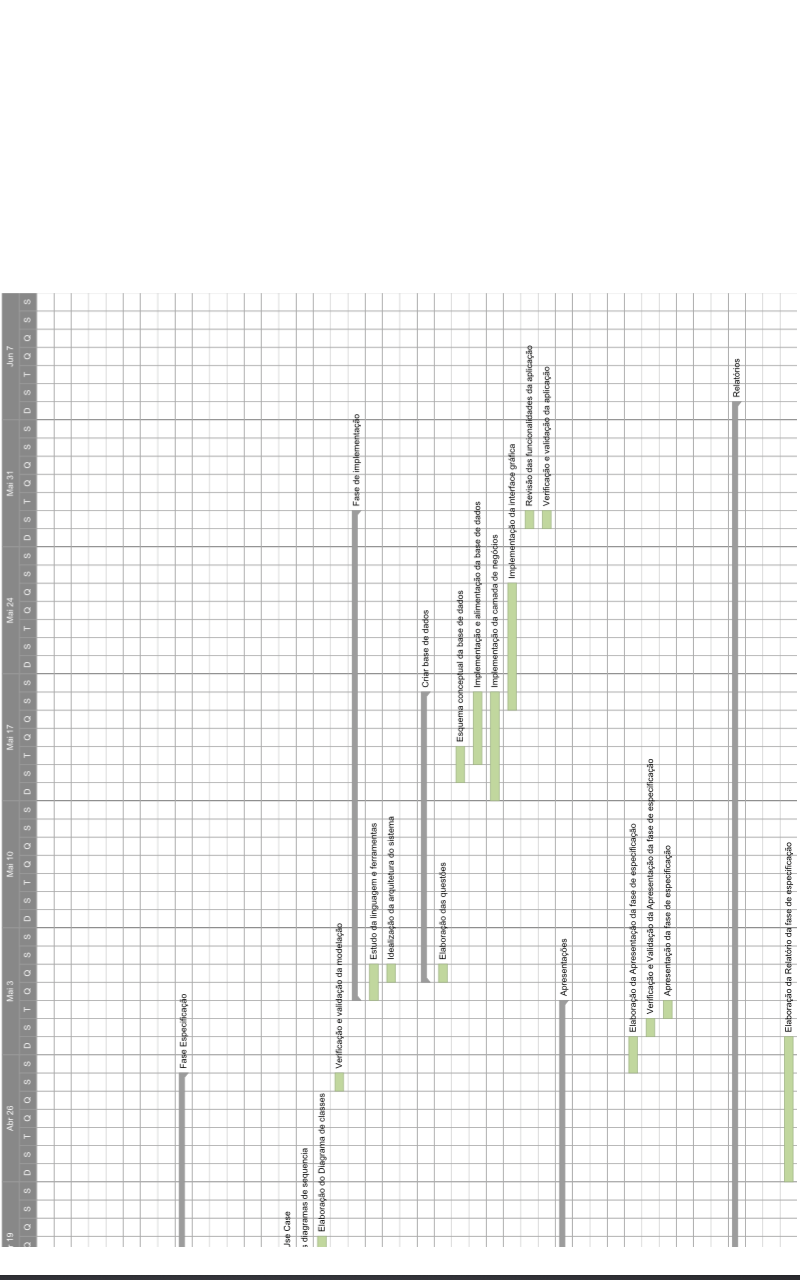 19 Abr 26 Mai 3 Mai 10 Mai 17 Mai 24 Mai 31 Jun 7
Q Q S S D S T Q Q S S D S T Q Q S S D S T Q Q S S D S T Q Q S S D S T Q Q S S D S T Q Q S S D S T Q Q S S
Fase Especificação
Use Case
s diagramas de sequencia
Elaboração do Diagrama de classes
Verificação e validação da modelação
Fase de implementação
Estudo da linguagem e ferramentas
Idealização da arquitetura do sistema
Criar base de dados
Elaboração das questões
Esquema conceptual da base de dados
Implementação e alimentação da base de dados
Implementação da camada de negócios
Implementação da interface gráfica
Revisão das funcionalidades da aplicação
Verificação e validação da aplicação
Apresentações
Elaboração da Apresentação da fase de especificação
Verificação e Validação da Apresentação da fase de especificação
Apresentação da fase de especificação
Relatórios
Elaboração da Relatório da fase de especificação